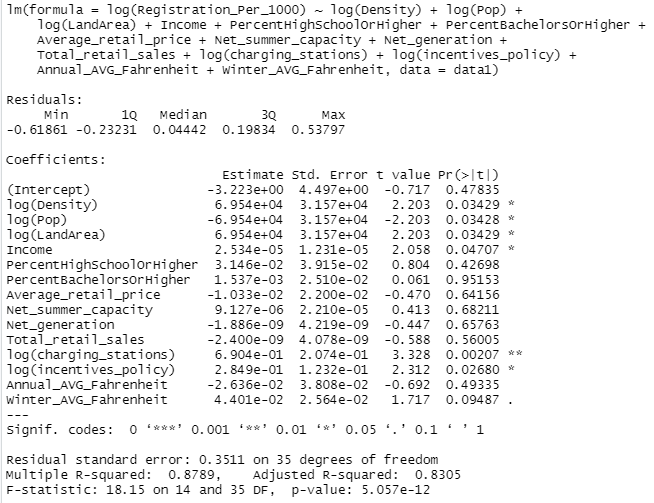 lm(formula = log(Registration_Per_1000) ~ log(Density) + log(Pop) +
    log(LandArea) + Income + PercentHighSchoolOrHigher + PercentBachelorsOrHigher +
    Average_retail_price + Net_summer_capacity + Net_generation +
    Total_retail_sales + log(charging_stations) + log(incentives_policy) +
    Annual_AVG_Fahrenheit + Winter_AVG_Fahrenheit, data = data1)

Residuals:
     Min       1Q   Median       3Q      Max
-0.61861 -0.23231  0.04442  0.19834  0.53797

Coefficients:
                            Estimate Std. Error t value Pr(>|t|)
(Intercept)               -3.223e+00  4.497e+00  -0.717  0.47835
log(Density)               6.954e+04  3.157e+04   2.203  0.03429 *
log(Pop)                  -6.954e+04  3.157e+04  -2.203  0.03428 *
log(LandArea)              6.954e+04  3.157e+04   2.203  0.03429 *
Income                     2.534e-05  1.231e-05   2.058  0.04707 *
PercentHighSchoolOrHigher  3.146e-02  3.915e-02   0.804  0.42698
PercentBachelorsOrHigher   1.537e-03  2.510e-02   0.061  0.95153
Average_retail_price      -1.033e-02  2.200e-02  -0.470  0.64156
Net_summer_capacity        9.127e-06  2.210e-05   0.413  0.68211
Net_generation            -1.886e-09  4.219e-09  -0.447  0.65763
Total_retail_sales        -2.400e-09  4.078e-09  -0.588  0.56005
log(charging_stations)     6.904e-01  2.074e-01   3.328  0.00207 **
log(incentives_policy)     2.849e-01  1.232e-01   2.312  0.02680 *
Annual_AVG_Fahrenheit     -2.636e-02  3.808e-02  -0.692  0.49335
Winter_AVG_Fahrenheit      4.401e-02  2.564e-02   1.717  0.09487 .
---
Signif. codes:  0 ‘***’ 0.001 ‘**’ 0.01 ‘*’ 0.05 ‘.’ 0.1 ‘ ’ 1

Residual standard error: 0.3511 on 35 degrees of freedom
Multiple R-squared:  0.8789,	Adjusted R-squared:  0.8305
F-statistic: 18.15 on 14 and 35 DF,  p-value: 5.057e-12